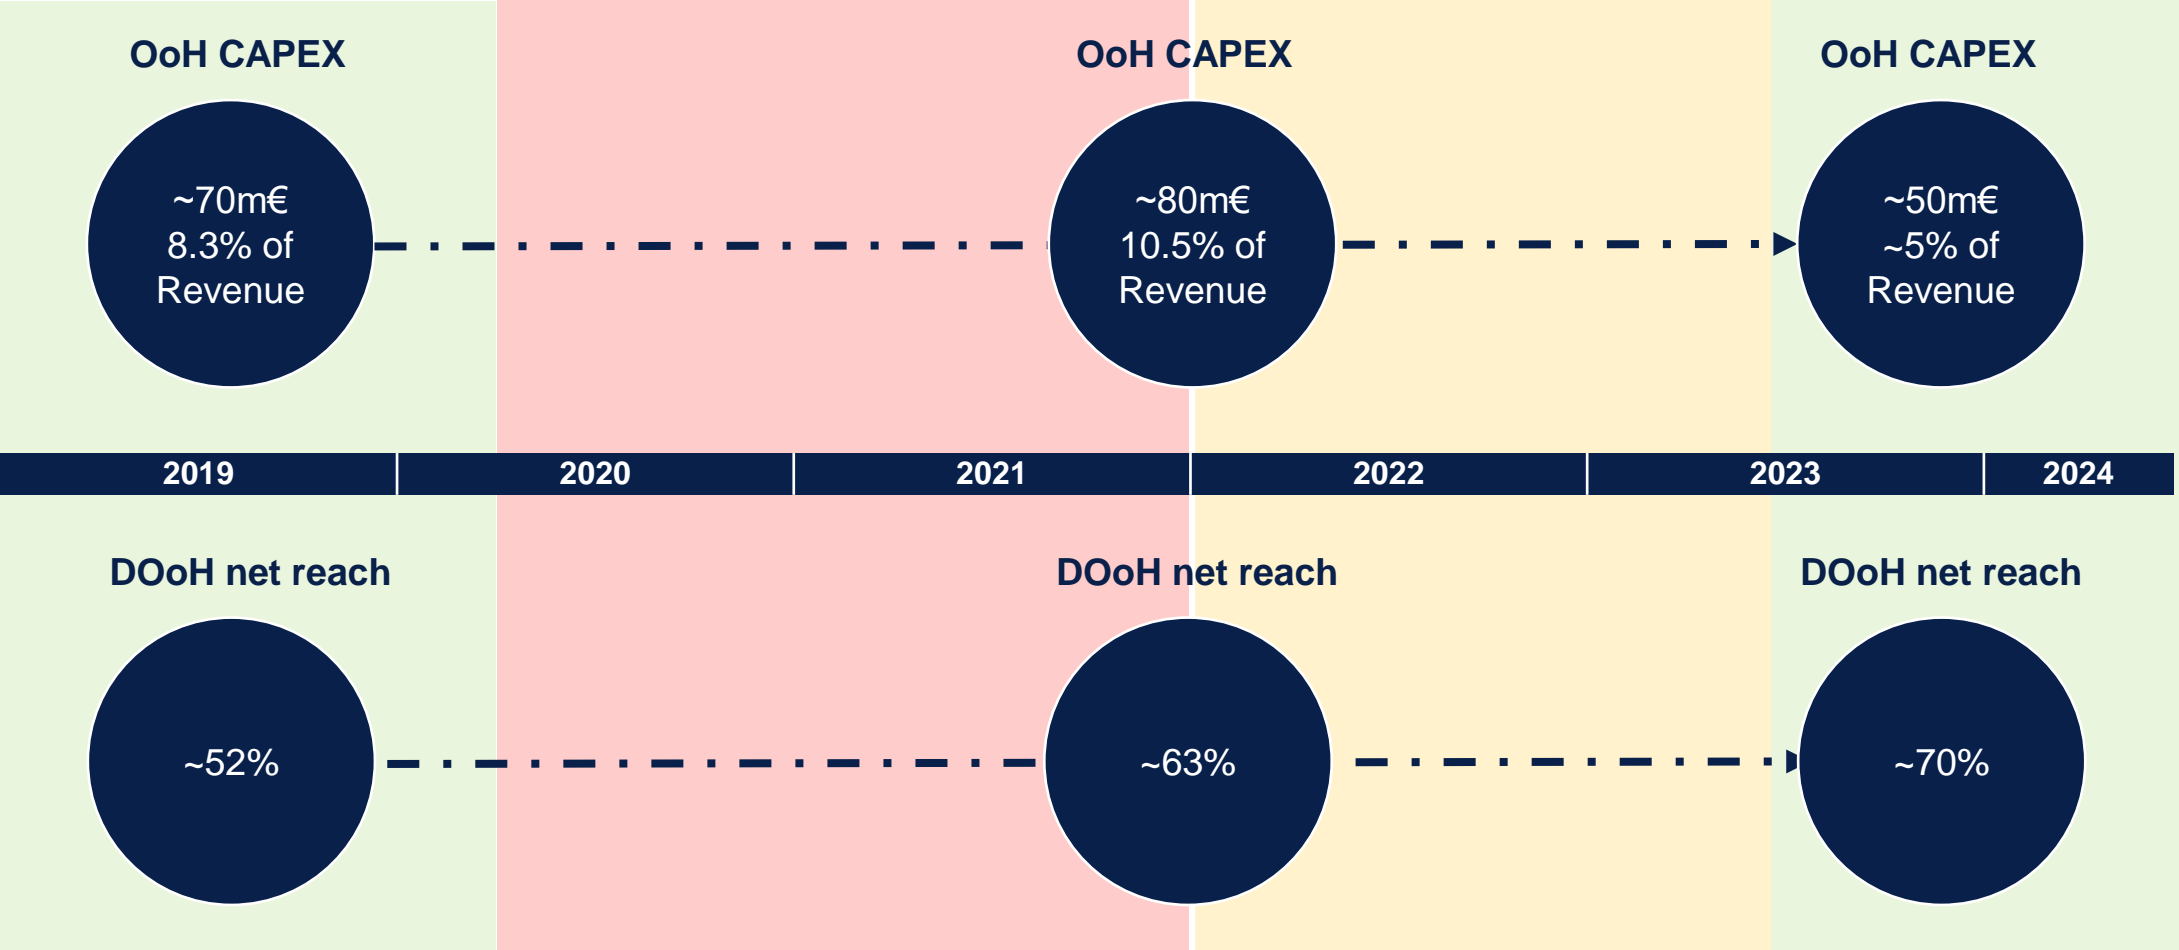 OoH CAPEX
OoH CAPEX
OoH CAPEX
~70m€
8.3% of
Revenue
~80m€
10.5% of
Revenue
~50m€
~5% of
Revenue
2019
2020
2021
2022
2023
2024
DOoH net reach
DOoH net reach
DOoH net reach
~52%
~63%
~70%